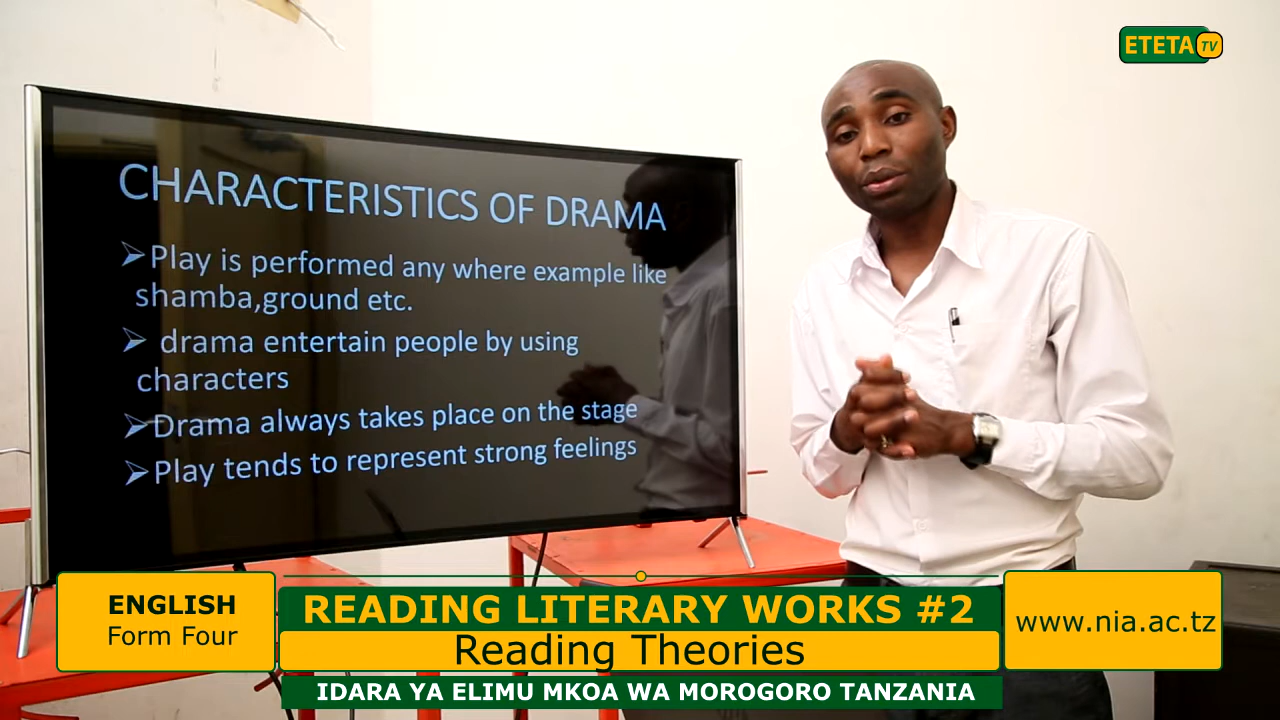 ETETA TV
CHARACTERISTICS OF DRAMA
➢Play is performed any where example like
shamba,ground etc.
➢ drama entertain people by using
characters
➢Drama always takes place on the stage
➢Play tends to represent strong feelings
ENGLISH
Form Four
READING LITERARY WORKS #2
Reading Theories
www.nia.ac.tz
IDARA YA ELIMU MKOA WA MOROGORO TANZANIA